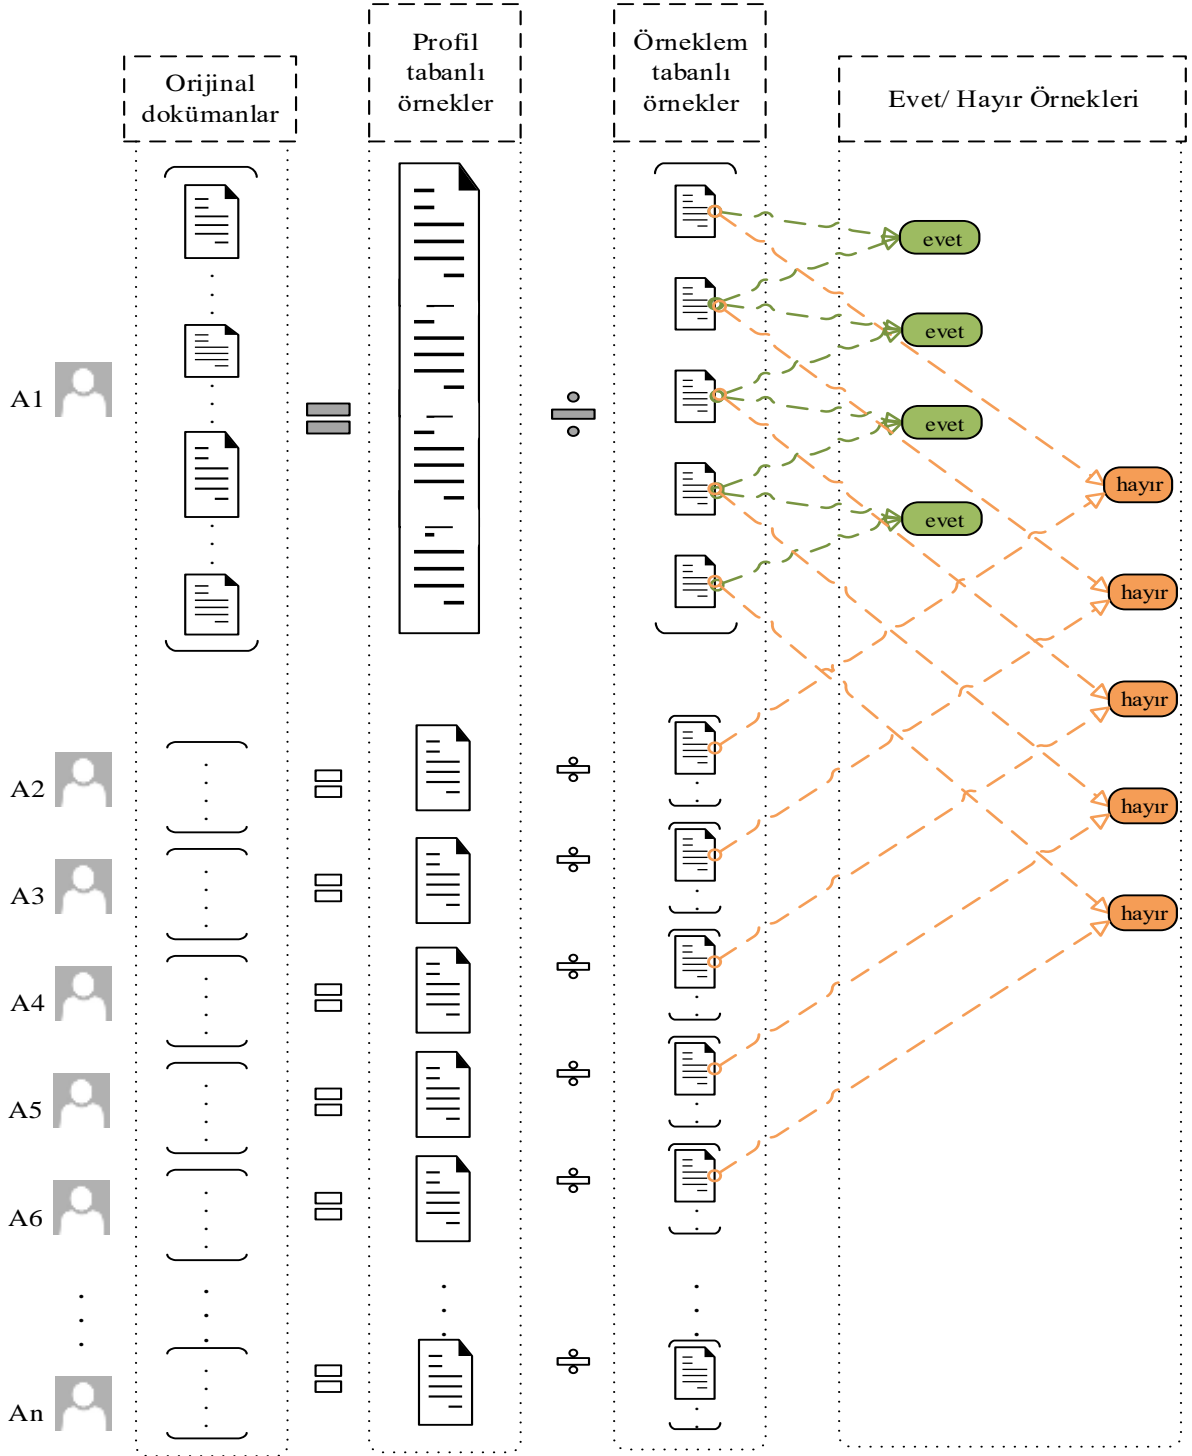 Orijinal
dokümanlar
Profil
tabanlı
örnekler
Örneklem
tabanlı
örnekler
Evet/ Hayır Örnekleri
evet
evet
A1
evet
hayır
evet
hayır
hayır
A2
hayır
A3
hayır
A4
A5
A6
An